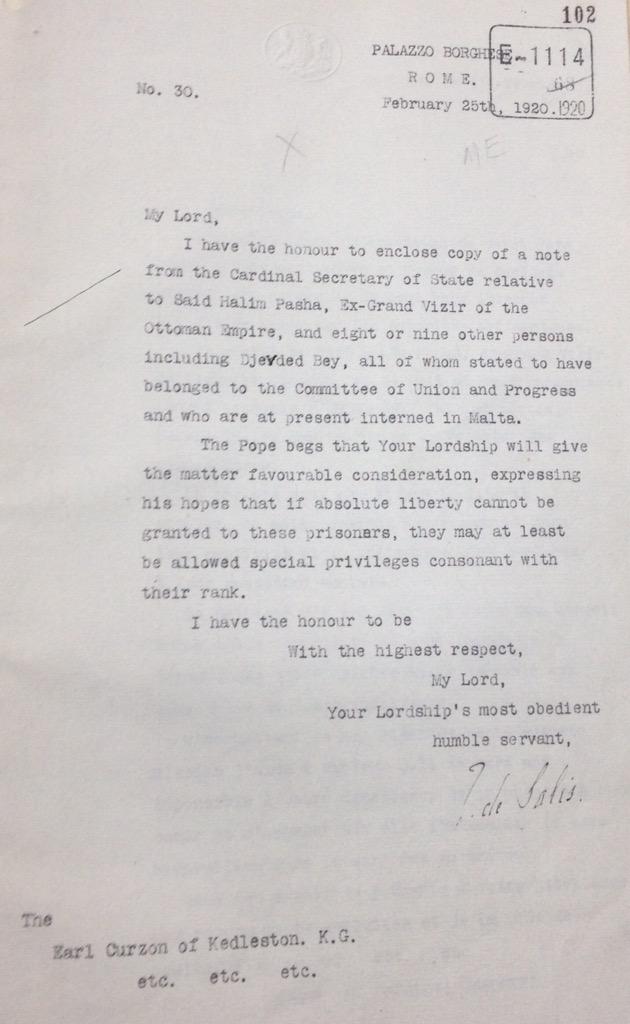 102
PALAZZO BORGHESE
E-1114
ROME.
68
No. 30.
February 25th, 1920.
1920
X
ME
My Lord,
I have the honour to enclose copy of a note
from the Cardinal Secretary of State relative
to Said Halim Pasha, Ex-Grand Vizir of the
Ottoman Empire, and eight or nine other persons
including Djevded Bey, all of whom stated to have
belonged to the Committee of Union and Progress
and who are at present interned in Malta.
The Pope begs that Your Lordship will give
the matter favourable consideration, expressing
his hopes that if absolute liberty cannot be
granted to these prisoners, they may at least
be allowed special privileges consonant with
their rank.
I have the honour to be
With the highest respect,
My Lord,
Your Lordship's most obedient
humble servant,
J. de Salis.
The
Earl Curzon of Kedleston. K.G.
etc. etc. etc.